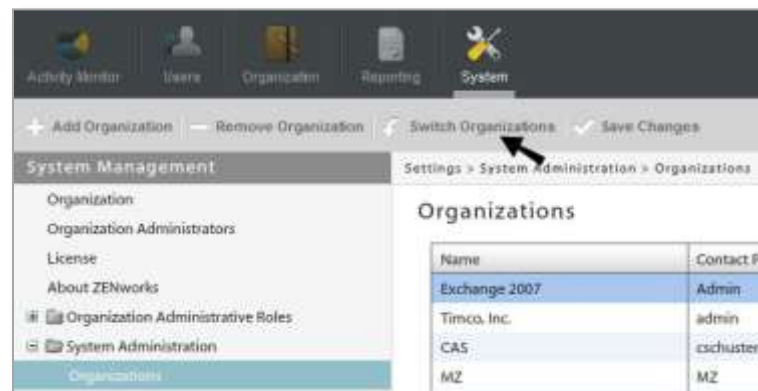 Activity Monitor Users Organization Reporting System
Add Organization Remove Organization Switch Organizations Save Changes
System Management
Organization
Organization Administrators
License
About ZENworks
Organization Administrative Roles
System Administration
Organizations
Settings > System Administration > Organizations
Organizations
Name Contact P
Exchange 2007 Admin
Timco, Inc. admin
CAS cschuster
MZ MZ